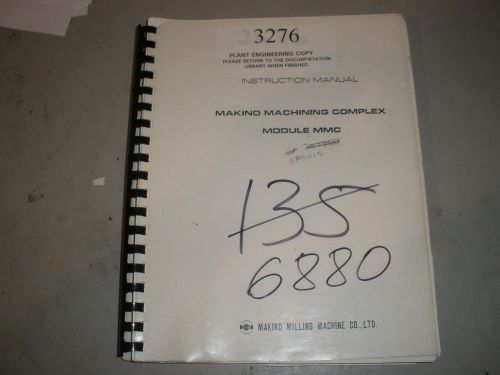 3276
PLANT ENGINEERING COPY
PLEASE RETURN TO THE DOCUMENTATION
LIBRARY WHEN FINISHED.
INSTRUCTION MANUAL
MAKINO MACHINING COMPLEX
MODULE MMC
135
6880
MAKINO MILLING MACHINE CO., LTD.